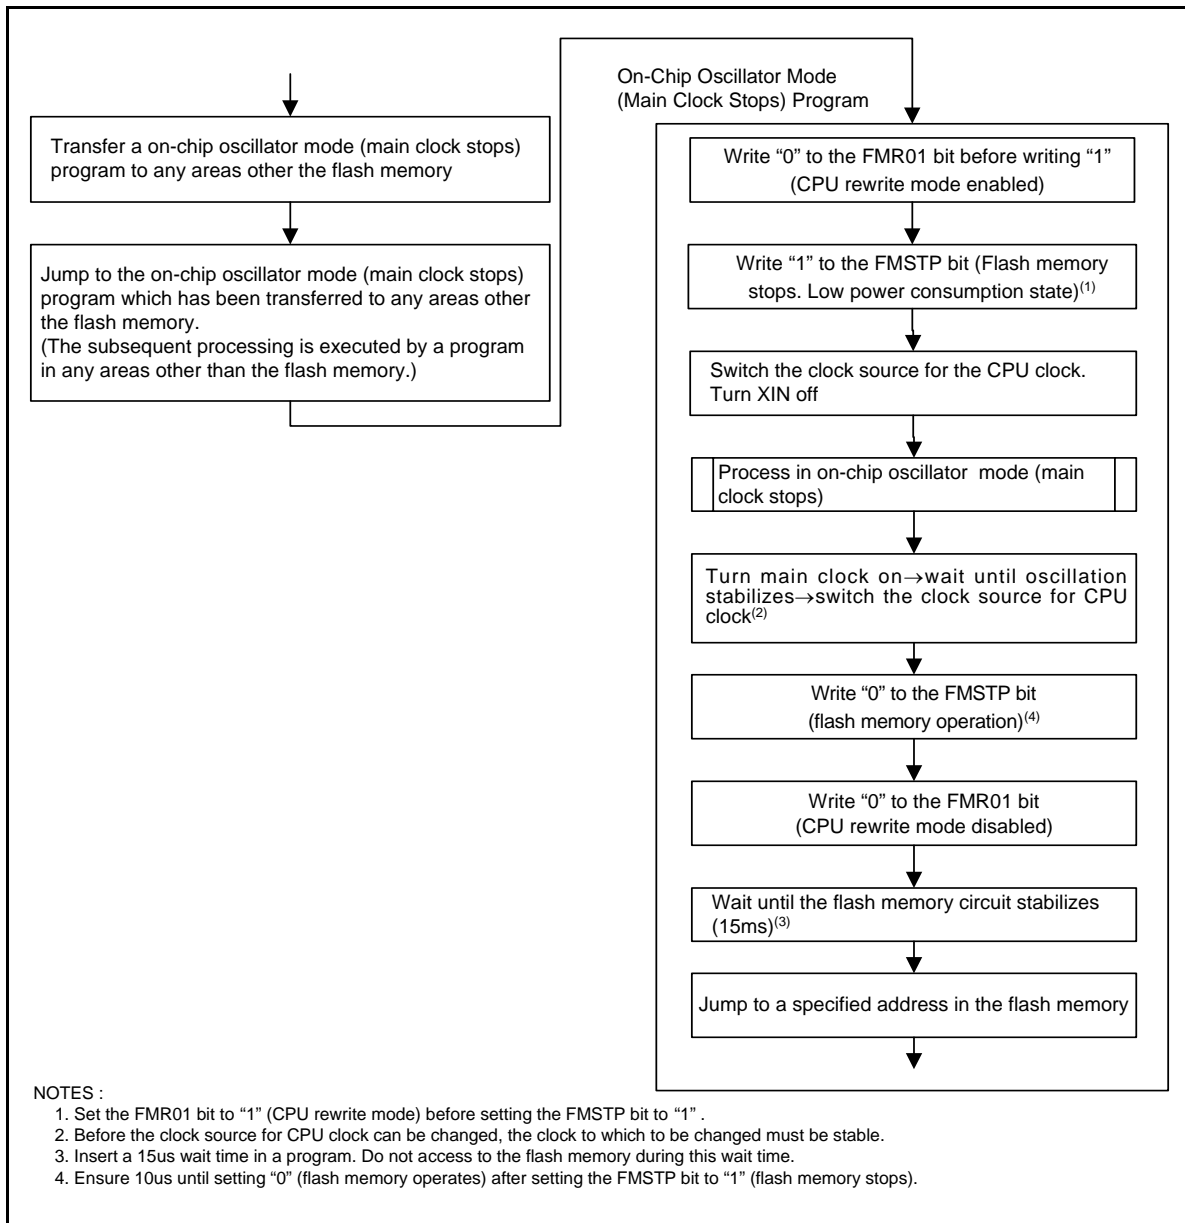 Transfer a on-chip oscillator mode (main clock stops)
program to any areas other the flash memory
Jump to the on-chip oscillator mode (main clock stops)
program which has been transferred to any areas other
the flash memory.
(The subsequent processing is executed by a program
in any areas other than the flash memory.)
On-Chip Oscillator Mode
(Main Clock Stops) Program
Write “0” to the FMR01 bit before writing “1”
(CPU rewrite mode enabled)
Write “1” to the FMSTP bit (Flash memory
stops. Low power consumption state)(1)
Switch the clock source for the CPU clock.
Turn XIN off
Process in on-chip oscillator mode (main
clock stops)
Turn main clock on→wait until oscillation
stabilizes→switch the clock source for CPU
clock(2)
Write “0” to the FMSTP bit
(flash memory operation)(4)
Write “0” to the FMR01 bit
(CPU rewrite mode disabled)
Wait until the flash memory circuit stabilizes
(15ms)(3)
Jump to a specified address in the flash memory
NOTES :
1. Set the FMR01 bit to “1” (CPU rewrite mode) before setting the FMSTP bit to “1” .
2. Before the clock source for CPU clock can be changed, the clock to which to be changed must be stable.
3. Insert a 15us wait time in a program. Do not access to the flash memory during this wait time.
4. Ensure 10us until setting “0” (flash memory operates) after setting the FMSTP bit to “1” (flash memory stops).